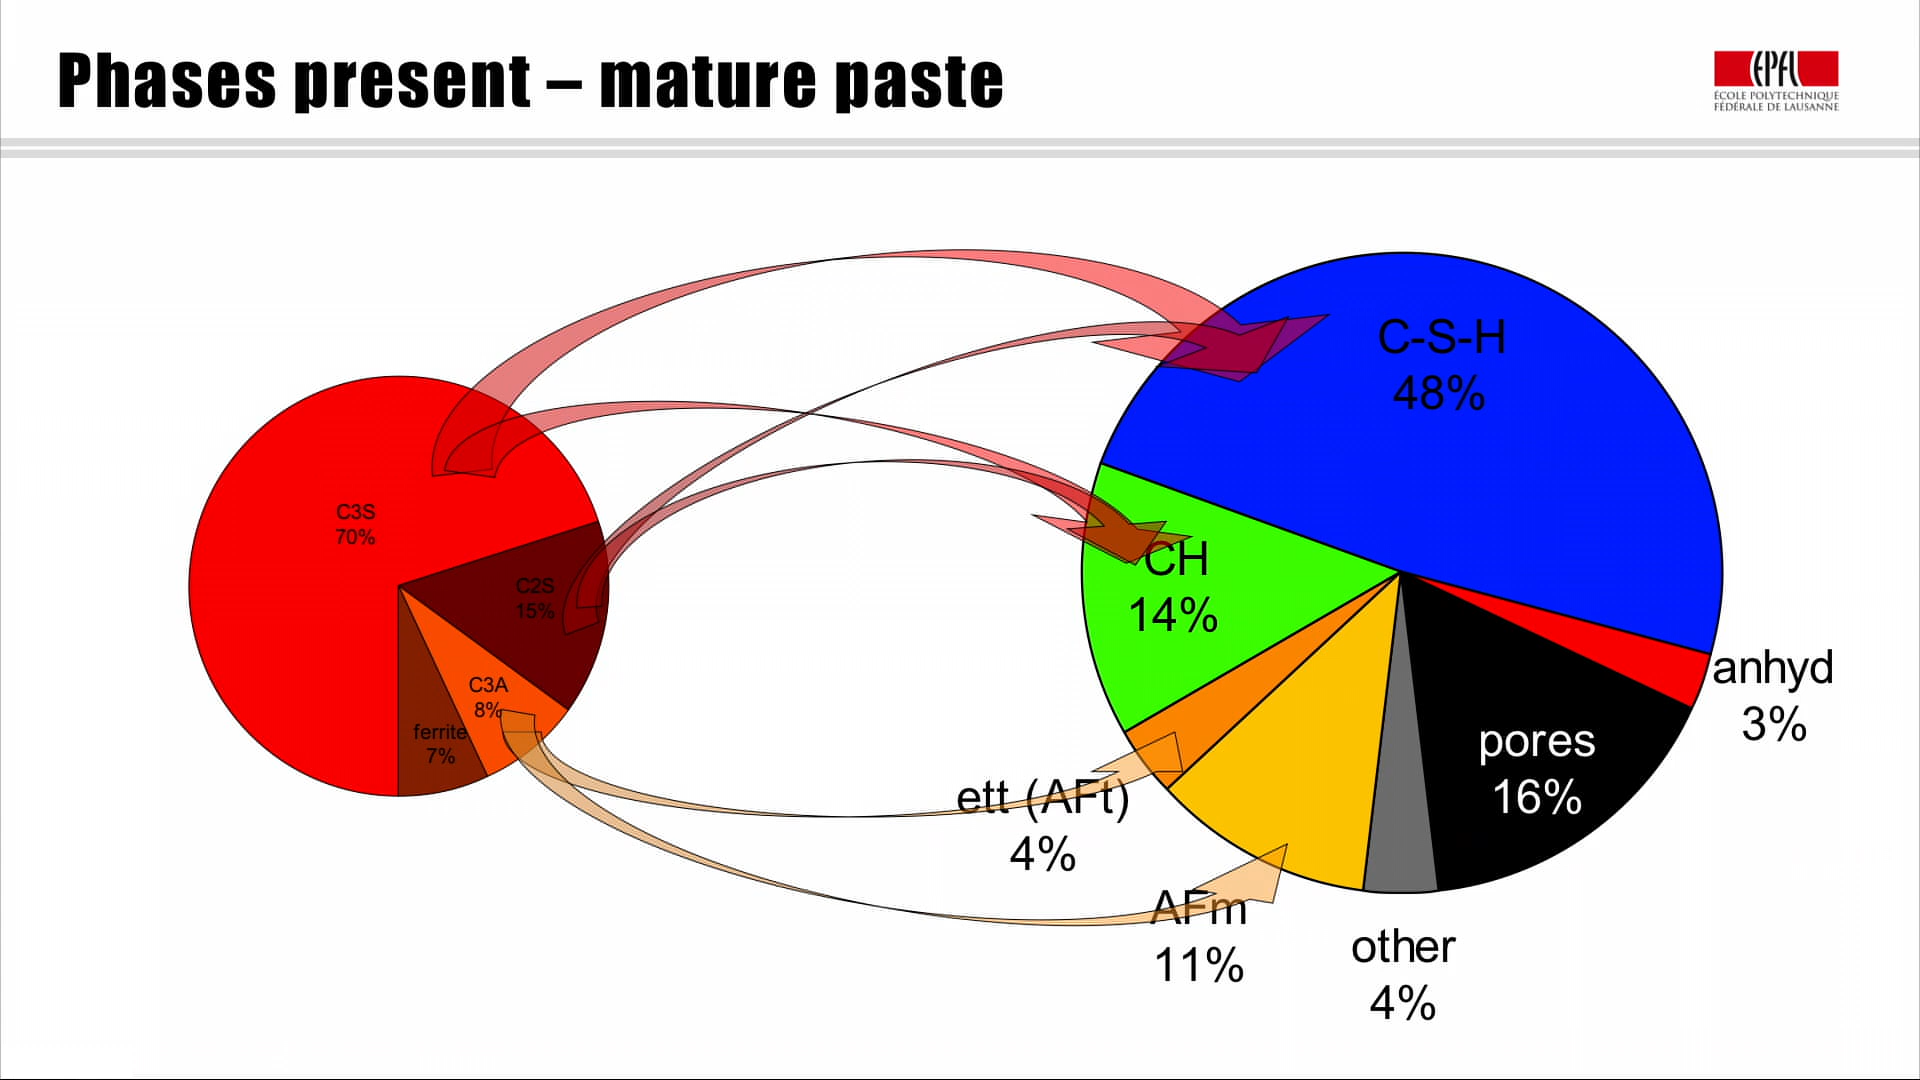 Phases present – mature paste
EPFL
ÉCOLE POLYTECHNIQUE
FÉDÉRALE DE LAUSANNE
C3S
70%
C2S
15%
C3A
8%
ferrite
7%
C-S-H
48%
CH
14%
anhyd
3%
pores
16%
ett (AFt)
4%
AFm
11%
other
4%